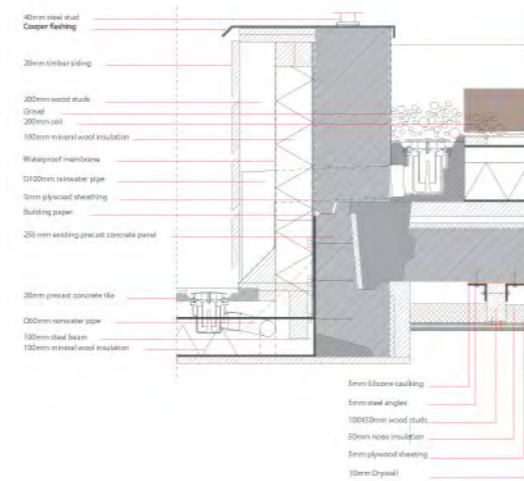 40mm steel stud
Cooper flashing
20mm timber siding
200mm wood studs
Gravel
200mm soil
100mm mineral wool insulation
Waterproof membrane
D100mm rainwater pipe
5mm plywood sheathing
Building paper
255 mm existing precast concrete panel
20mm precast concrete tile
D60mm rainwater pipe
100mm steel beam
100mm mineral wool insulation
5mm Silicone caulking
5mm steel angles
100X50mm wood studs
50mm noise insulation
5mm plywood sheeting
10mm Drywall